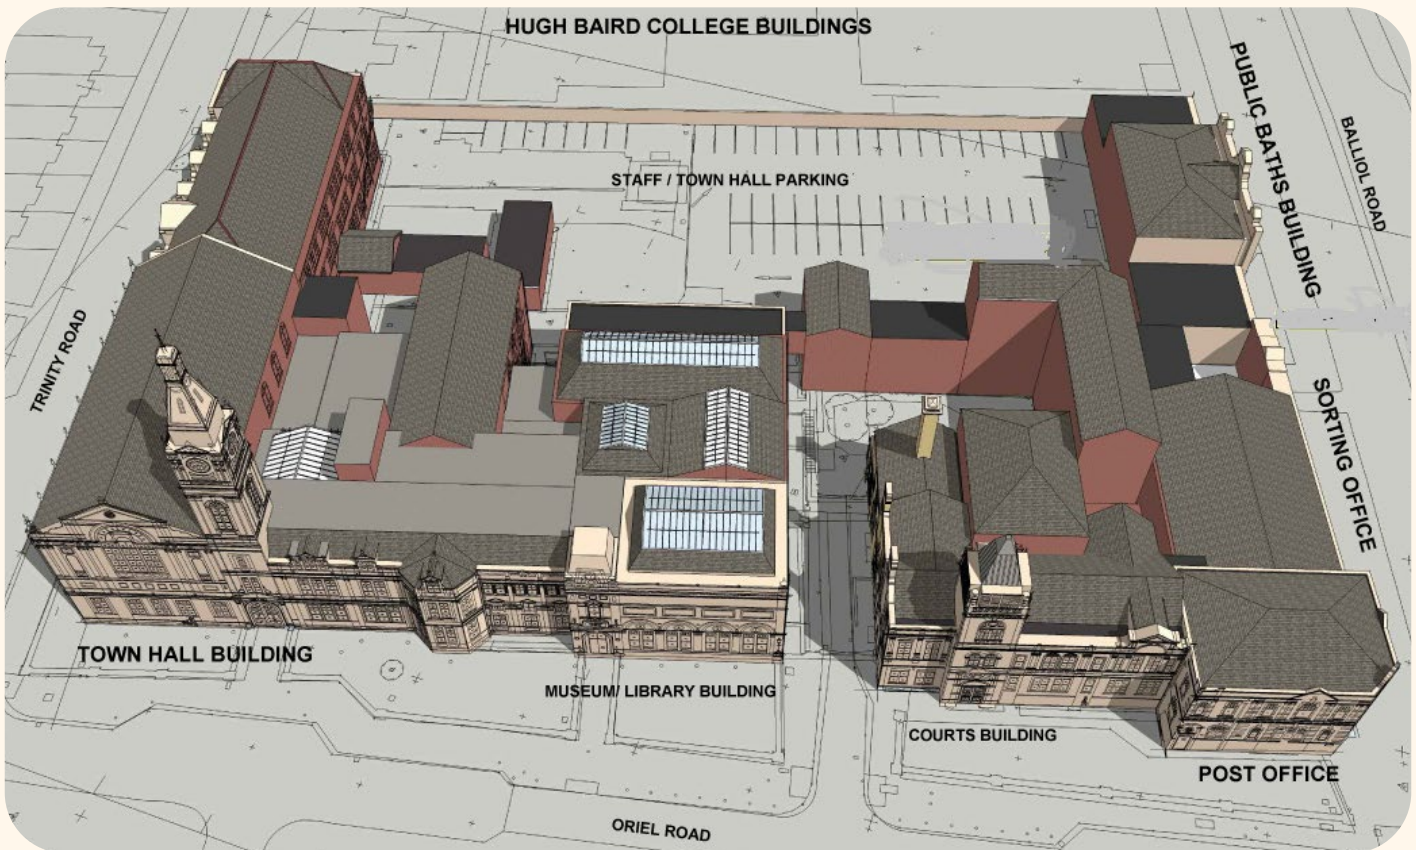 HUGH BAIRD COLLEGE BUILDINGS
PUBLIC BATHS BUILDING
BALLIOL ROAD
STAFF / TOWN HALL PARKING
TRINITY ROAD
SORTING OFFICE
TOWN HALL BUILDING
MUSEUM/ LIBRARY BUILDING
COURTS BUILDING
POST OFFICE
ORIEL ROAD